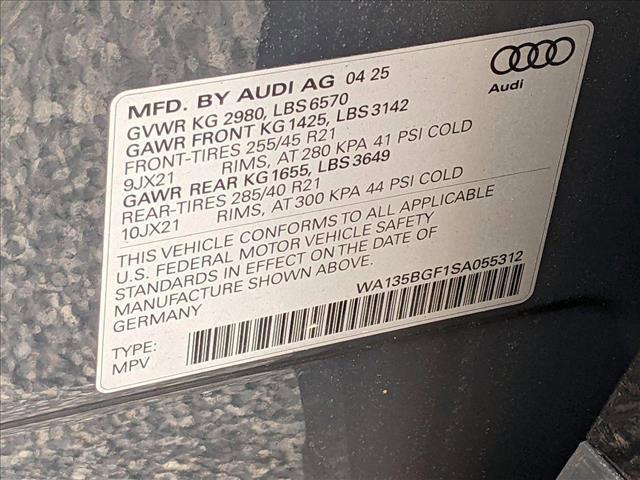 MFD. BY AUDI AG 04 25
Audi
GVWR KG 2980, LBS 6570
GAWR FRONT KG 1425, LBS 3142
FRONT-TIRES 255/45 R21
9JX21 RIMS, AT 280 KPA 41 PSI COLD
GAWR REAR KG 1655, LBS 3649
REAR-TIRES 285/40 R21
10JX21 RIMS, AT 300 KPA 44 PSI COLD
THIS VEHICLE CONFORMS TO ALL APPLICABLE
U.S. FEDERAL MOTOR VEHICLE SAFETY
STANDARDS IN EFFECT ON THE DATE OF
MANUFACTURE SHOWN ABOVE.
GERMANY
WA135BGF1SA055312
TYPE:
MPV